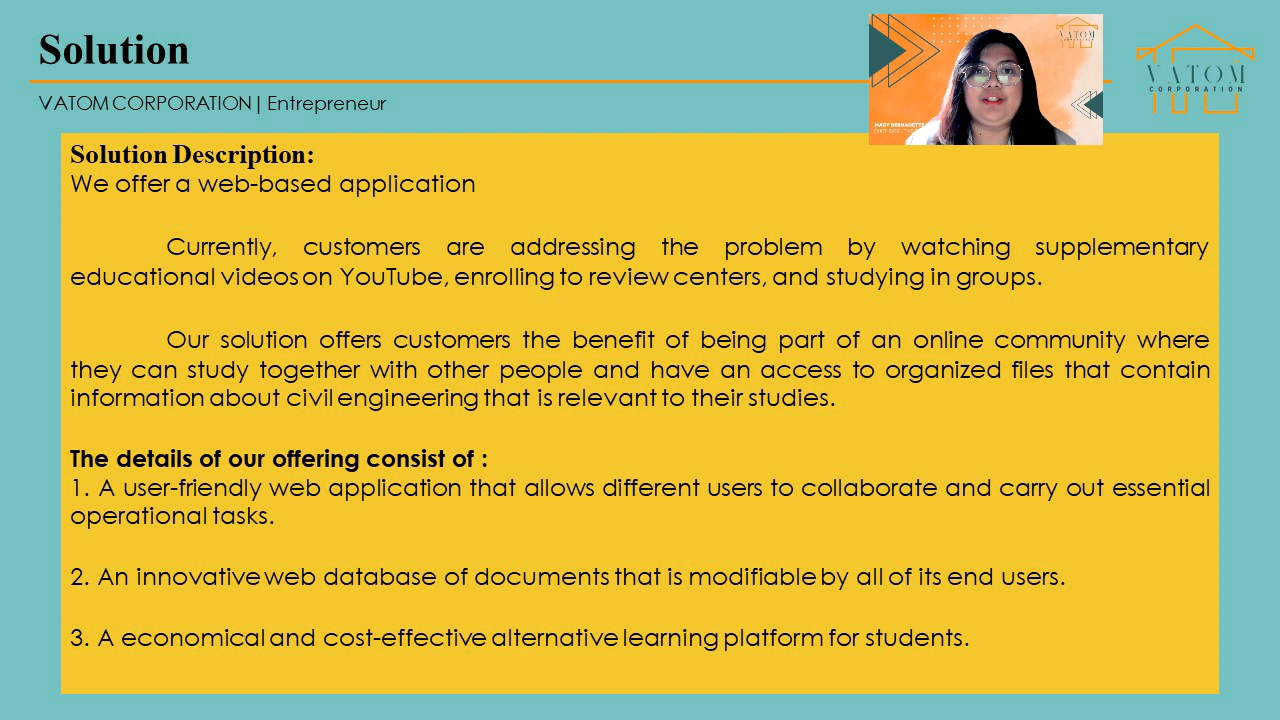 Solution
VATOM CORPORATION | Entrepreneur
VATOM
CORPORATION
MARY BERNADETTE
Solution Description:
We offer a web-based application
Currently, customers are addressing the problem by watching supplementary
educational videos on YouTube, enrolling to review centers, and studying in groups.
Our solution offers customers the benefit of being part of an online community where
they can study together with other people and have an access to organized files that contain
information about civil engineering that is relevant to their studies.
The details of our offering consist of :
1. A user-friendly web application that allows different users to collaborate and carry out essential
operational tasks.
2. An innovative web database of documents that is modifiable by all of its end users.
3. A economical and cost-effective alternative learning platform for students.